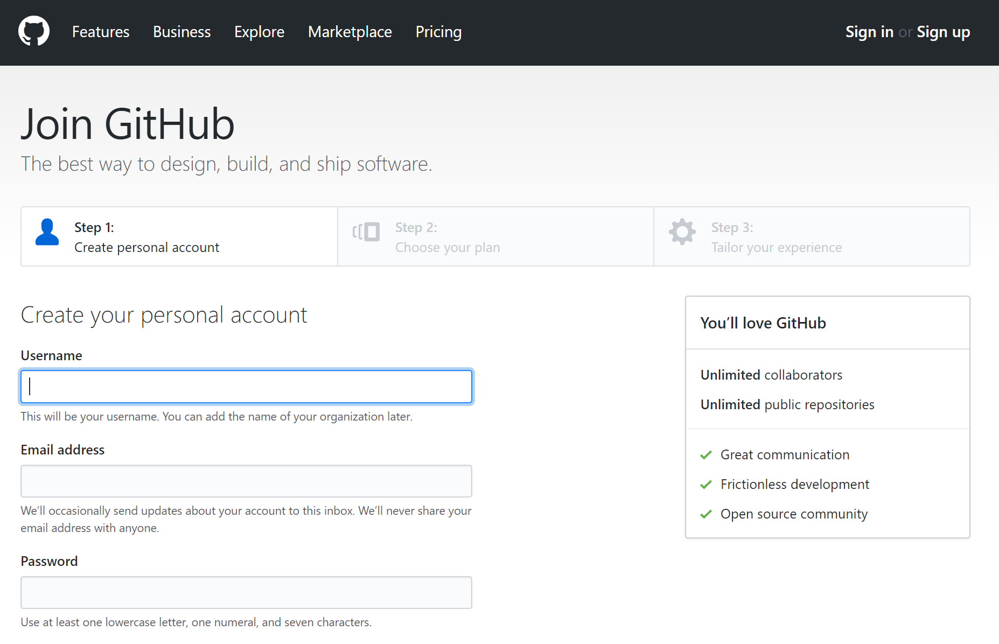 Features Business Explore Marketplace Pricing Sign in or Sign up
Join GitHub
The best way to design, build, and ship software.
Step 1:
Create personal account
Step 2:
Choose your plan
Step 3:
Tailor your experience
Create your personal account
Username
This will be your username. You can add the name of your organization later.
Email address
We’ll occasionally send updates about your account to this inbox. We’ll never share your
email address with anyone.
Password
Use at least one lowercase letter, one numeral, and seven characters.
You’ll love GitHub
Unlimited collaborators
Unlimited public repositories
Great communication
Frictionless development
Open source community